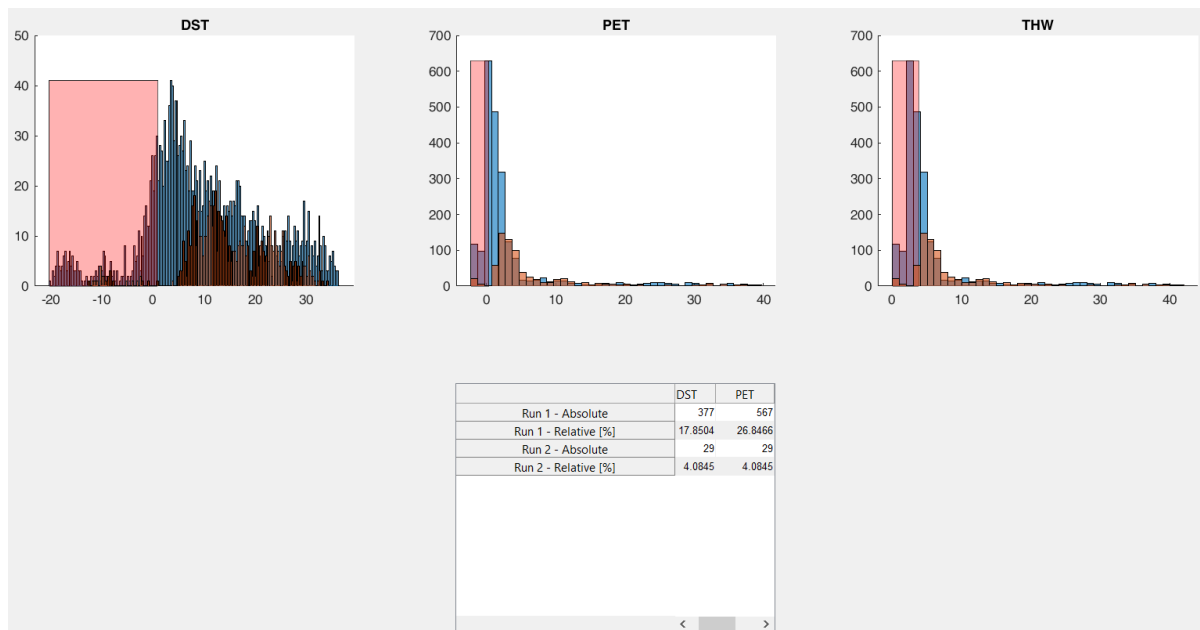 DST
50
40
30
20
10
0
-20 -10 0 10 20 30
PET
700
600
500
400
300
200
100
0
0 10 20 30 40
THW
700
600
500
400
300
200
100
0
0 10 20 30 40
DST PET
Run 1 - Absolute 377 567
Run 1 - Relative [%] 17.8504 26.8466
Run 2 - Absolute 29 29
Run 2 - Relative [%] 4.0845 4.0845